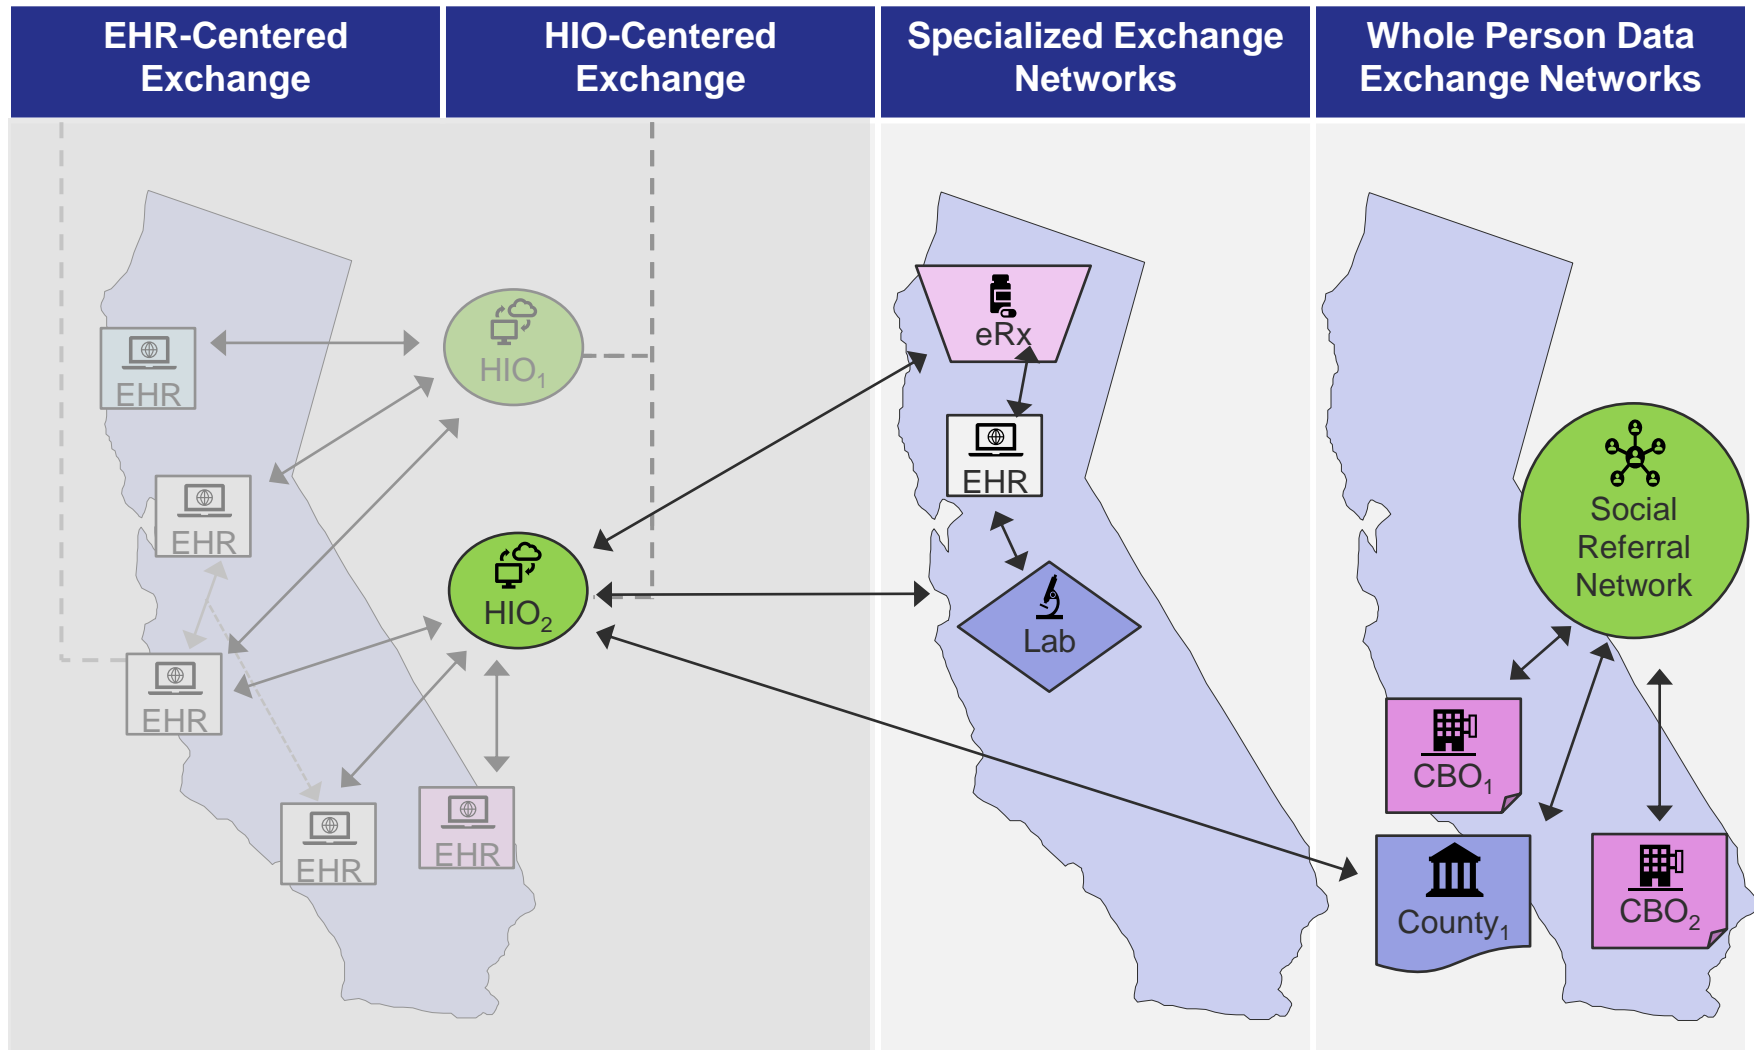 EHR-Centered
Exchange
HIO-Centered
Exchange
Specialized Exchange
Networks
Whole Person Data
Exchange Networks
EHR
HIO₁
EHR
HIO₂
EHR
EHR
EHR
eRx
EHR
Lab
Social
Referral
Network
CBO₁
County₁
CBO₂